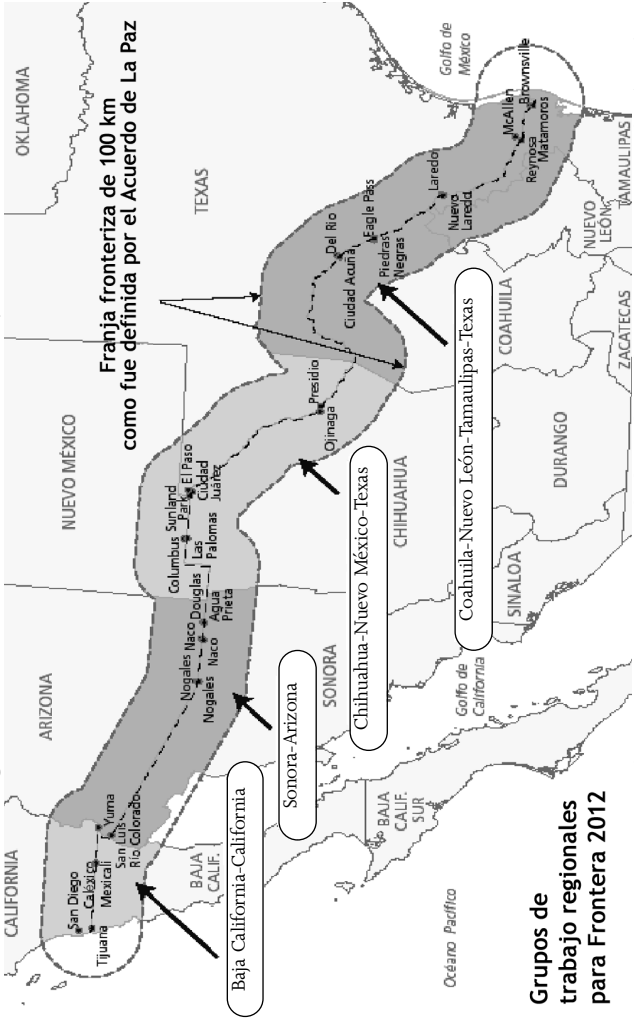 Franja fronteriza de 100 km
como fue definida por el Acuerdo de La Paz
CALIFORNIA
ARIZONA
NUEVO MÉXICO
OKLAHOMA
TEXAS
San Diego
Tijuana
Caléxico
Mexicali
Yuma
San Luis
Río Colorado
Nogales
Nogales
Naco
Naco
Douglas
Agua
Prieta
Columbus
Las
Palomas
Sunland
Park
El Paso
Ciudad
Juárez
Presidio
Ojinaga
Del Rio
Ciudad Acuña
Eagle Pass
Piedras
Negras
Laredo
Nuevo
Laredo
McAllen
Reynosa
Brownsville
Matamoros
Golfo de
México
BAJA
CALIF.
SONORA
CHIHUAHUA
COAHUILA
NUEVO
LEÓN
TAMAULIPAS
BAJA
CALIF.
SUR
SINALOA
DURANGO
ZACATECAS
Golfo de
California
Océano Pacífico
Baja California-California
Sonora-Arizona
Chihuahua-Nuevo México-Texas
Coahuila-Nuevo León-Tamaulipas-Texas
Grupos de
trabajo regionales
para Frontera 2012